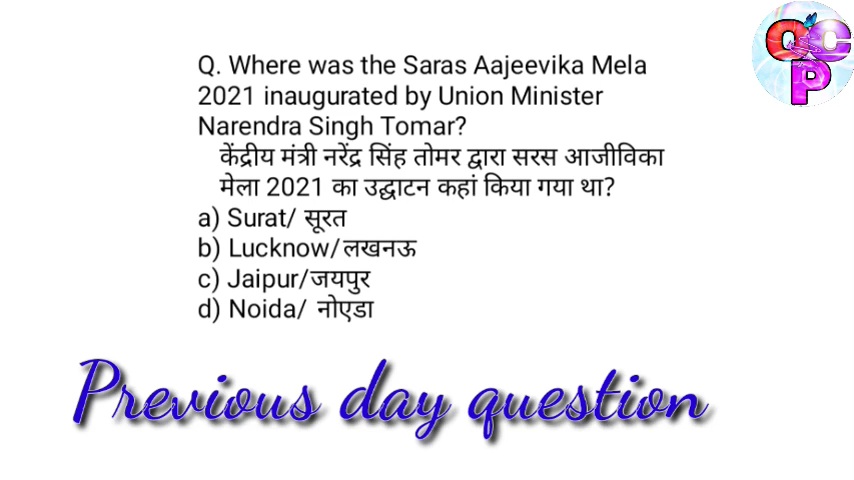 QCP
Q. Where was the Saras Aajeevika Mela
2021 inaugurated by Union Minister
Narendra Singh Tomar?
केंद्रीय मंत्री नरेंद्र सिंह तोमर द्वारा सरस आजीविका
मेला 2021 का उद्घाटन कहां किया गया था?
a) Surat/ सूरत
b) Lucknow/लखनऊ
c) Jaipur/जयपुर
d) Noida/ नोएडा
Previous day question